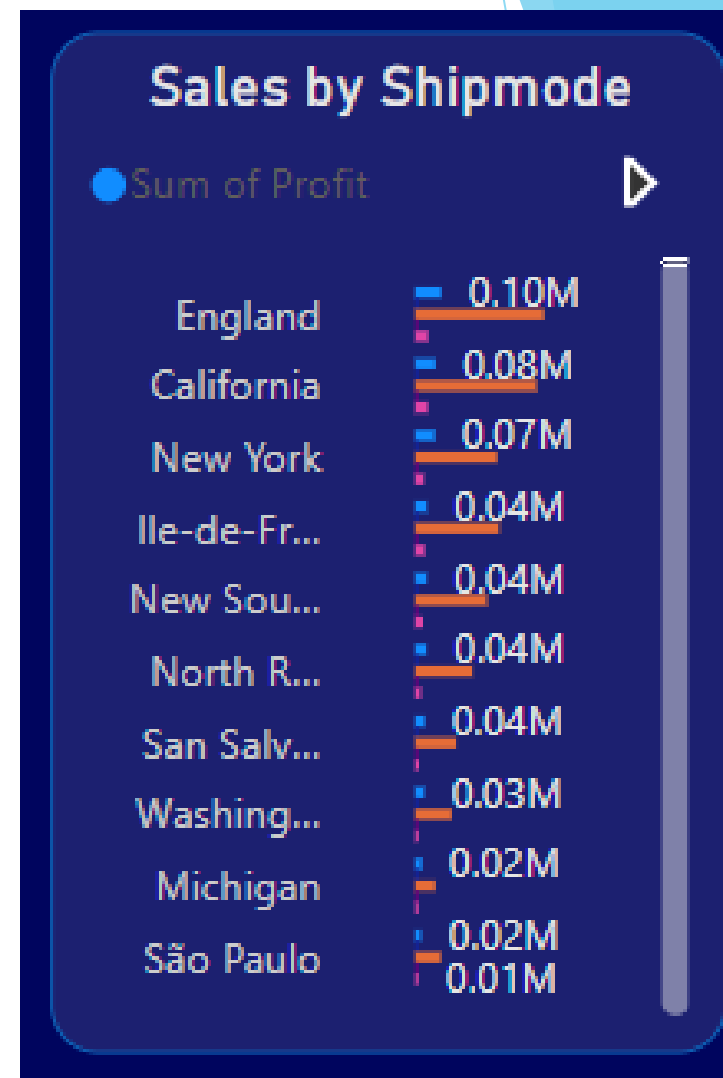 Sales by Shipmode
Sum of Profit
England 0.10M
California 0.08M
New York 0.07M
Ile-de-Fr... 0.04M
New Sou... 0.04M
North R... 0.04M
San Salv... 0.04M
Washing... 0.03M
Michigan 0.02M
São Paulo 0.02M
0.01M